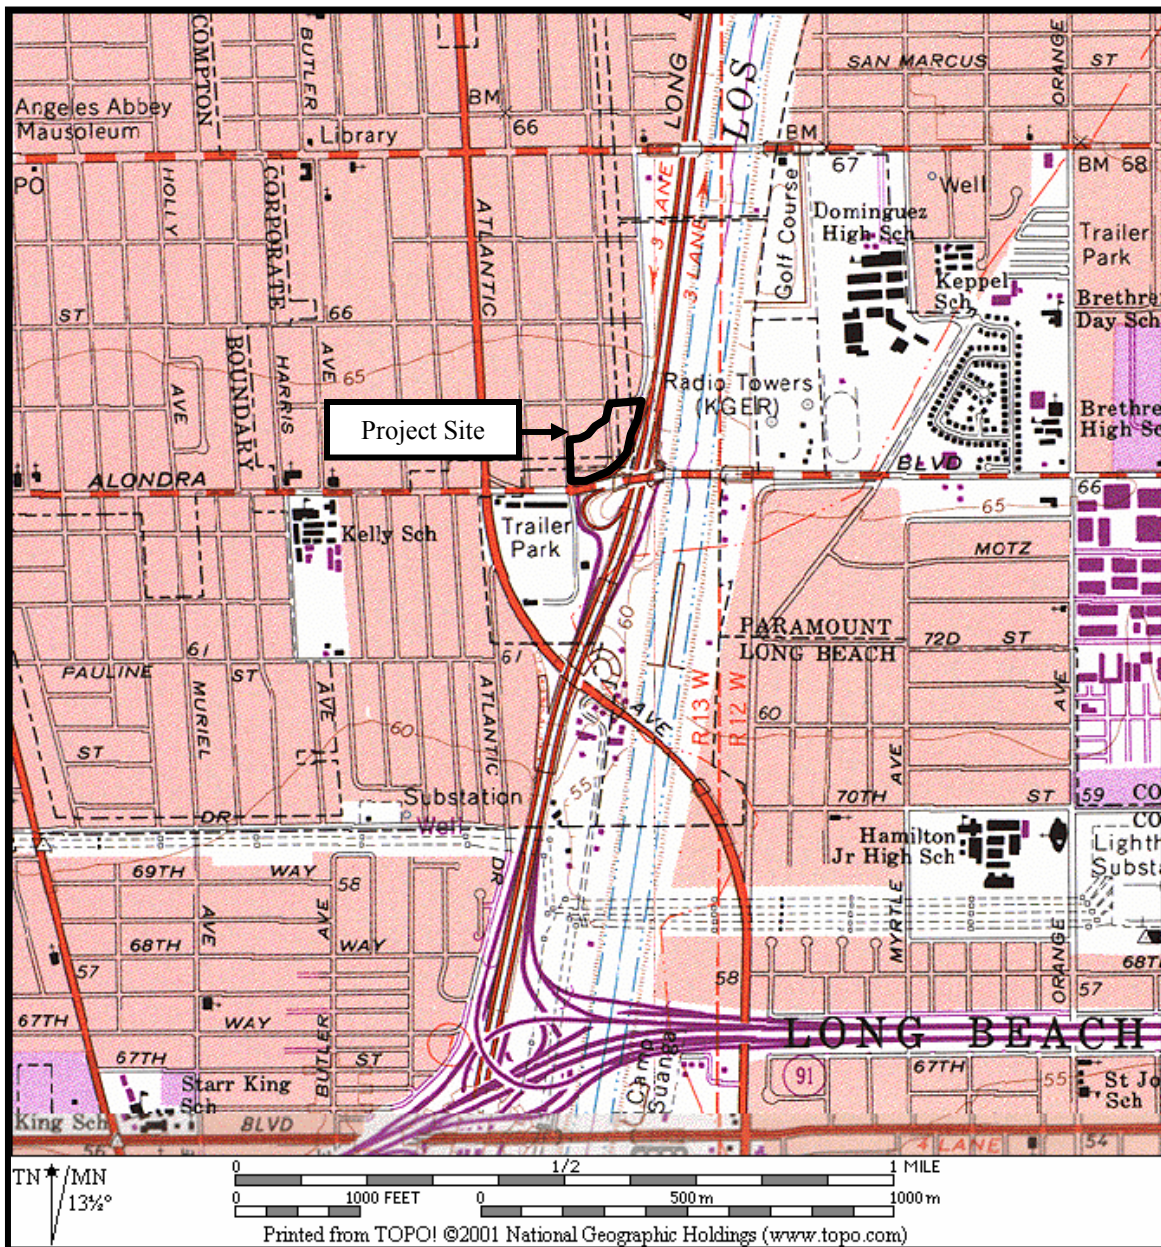 COMPTON
BUTLER
LONG
LOS
SAN MARCUS
ST
ORANGE
Angeles Abbey
Mausoleum
BM
66
Library
BM
67
BM 68
PO
HOLLY
CORPORATE
ATLANTIC
3 LANE
3 LANE
Golf Course
Well
Dominguez
High Sch
Trailer
Park
Keppel
Sch
Day Sch
ST
66
BOUNDARY
HARRIS
AVE
65
AVE
Radio Towers
(KGER)
Project Site
High
ALONDRA
BLVD
66
65
Kelly Sch
Trailer
Park
MOTZ
60
PARAMOUNT
LONG BEACH
72D
ST
61
61
PAULINE
ST
MURIEL
AVE
ATLANTIC
AVE
R 13 W
R 12 W
60
AVE
AVE
ST
60
55
70TH
ST
59
CO
CO
DR
Substation
Well
Hamilton
Jr High Sch
69TH
WAY
58
DR
MYRTLE
ORANGE
AVE
AVE
68TH
WAY
57
58
57
67TH
WAY
BUTLER
67TH
ST
LONG BEACH
91
67TH
55
Camp
Suanga
Starr King
Sch
St Jo
Sch
King Sch
BLVD
56
4 LANE
54
TN
/MN
13½°
0
1/2
1 MILE
0
1000 FEET
0
500 m
1000 m
Printed from TOPO! ©2001 National Geographic Holdings (www.topo.com)